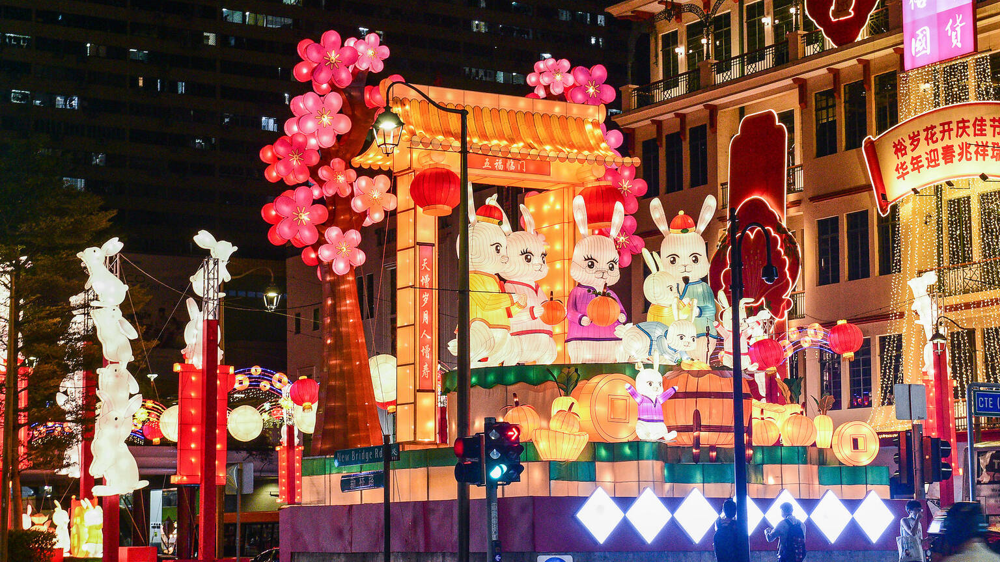 國貨
五福临门
裕岁花开庆佳节
华年迎春兆祥瑞
天增岁月人增寿
New Bridge Rd
新桥路
CTE